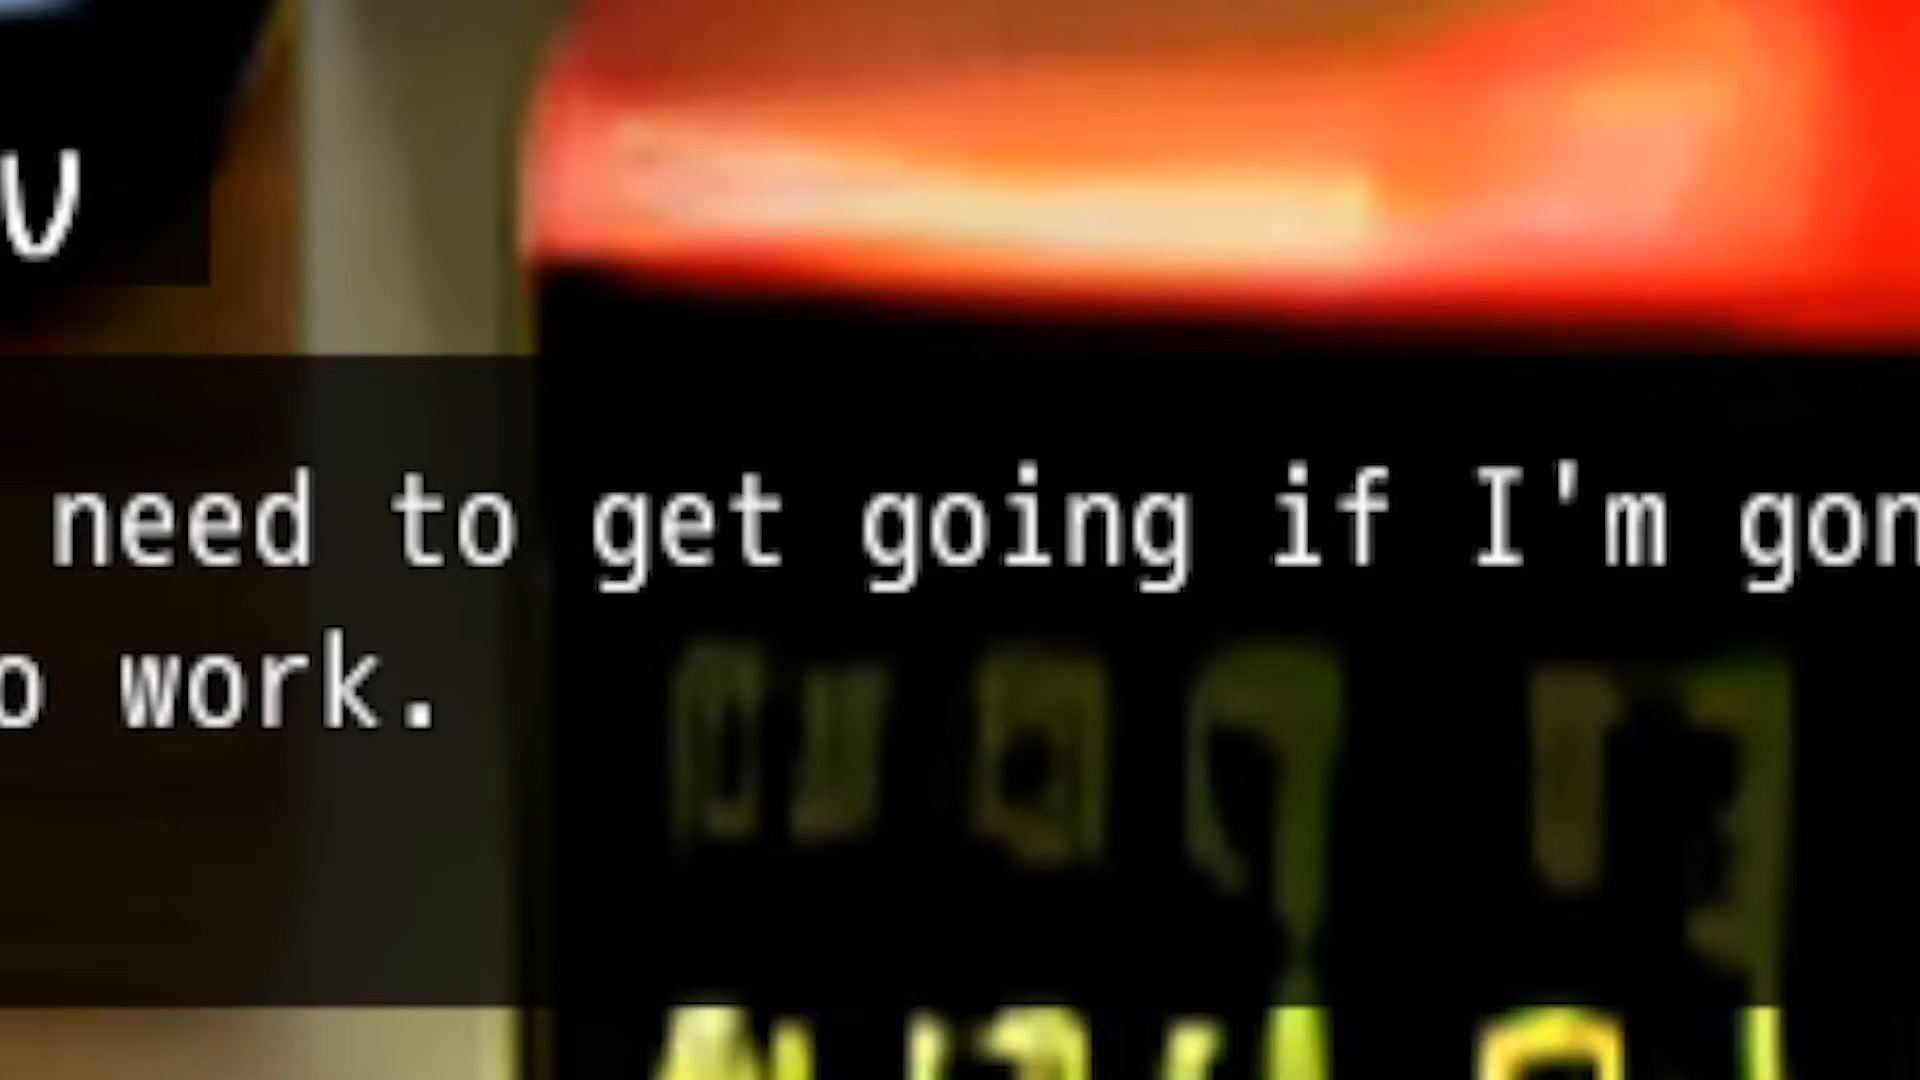 v
need to get going if I'm gon
o work.